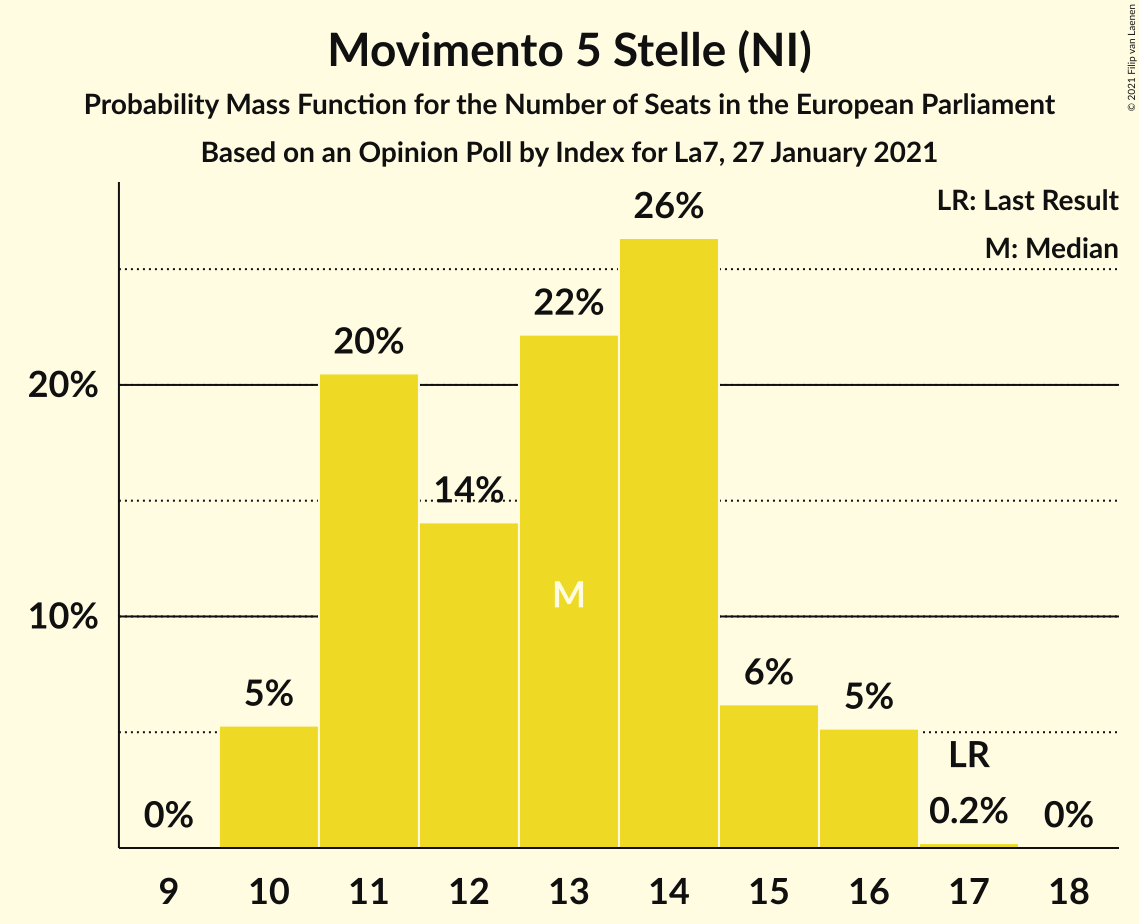 Movimento 5 Stelle (NI)
Probability Mass Function for the Number of Seats in the European Parliament
Based on an Opinion Poll by Index for La7, 27 January 2021
© 2021 Filip van Laenen
LR: Last Result
M: Median
20%
10%
0%
5%
20%
14%
22%
M
26%
6%
5%
LR
0.2%
0%
9 10 11 12 13 14 15 16 17 18